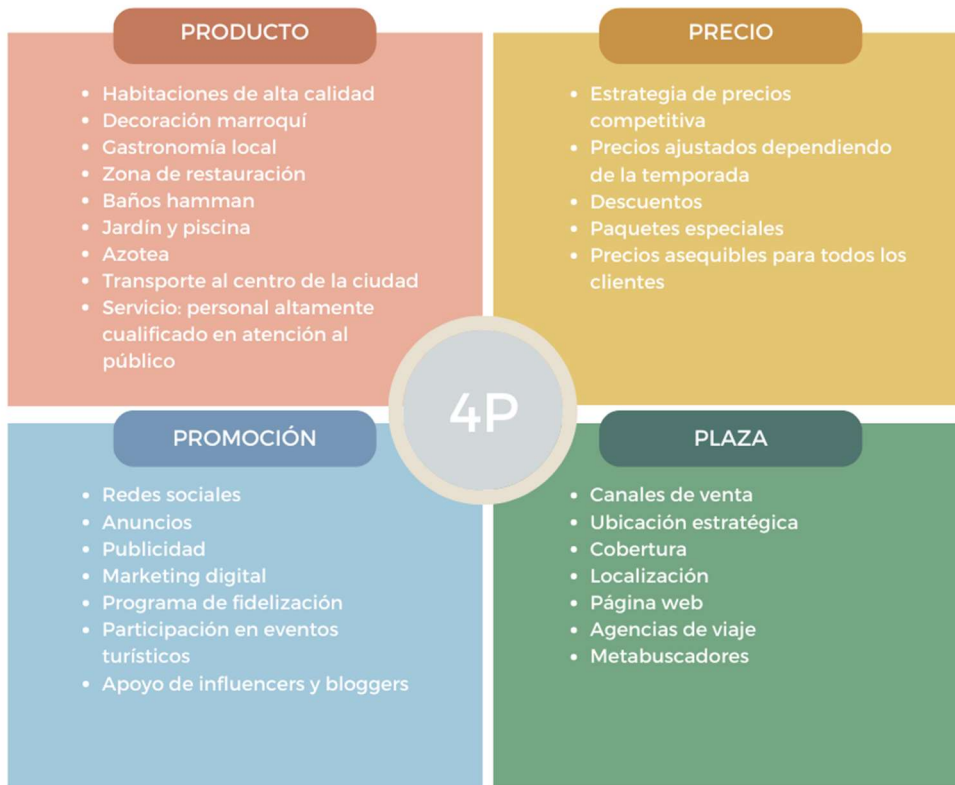 PRODUCTO
• Habitaciones de alta calidad
• Decoración marroquí
• Gastronomía local
• Zona de restauración
• Baños hamman
• Jardín y piscina
• Azotea
• Transporte al centro de la ciudad
• Servicio: personal altamente
cualificado en atención al
público
PRECIO
• Estrategia de precios
competitiva
• Precios ajustados dependiendo
de la temporada
• Descuentos
• Paquetes especiales
• Precios asequibles para todos los
clientes
4P
PROMOCIÓN
• Redes sociales
• Anuncios
• Publicidad
• Marketing digital
• Programa de fidelización
• Participación en eventos
turísticos
• Apoyo de influencers y bloggers
PLAZA
• Canales de venta
• Ubicación estratégica
• Cobertura
• Localización
• Página web
• Agencias de viaje
• Metabuscadores